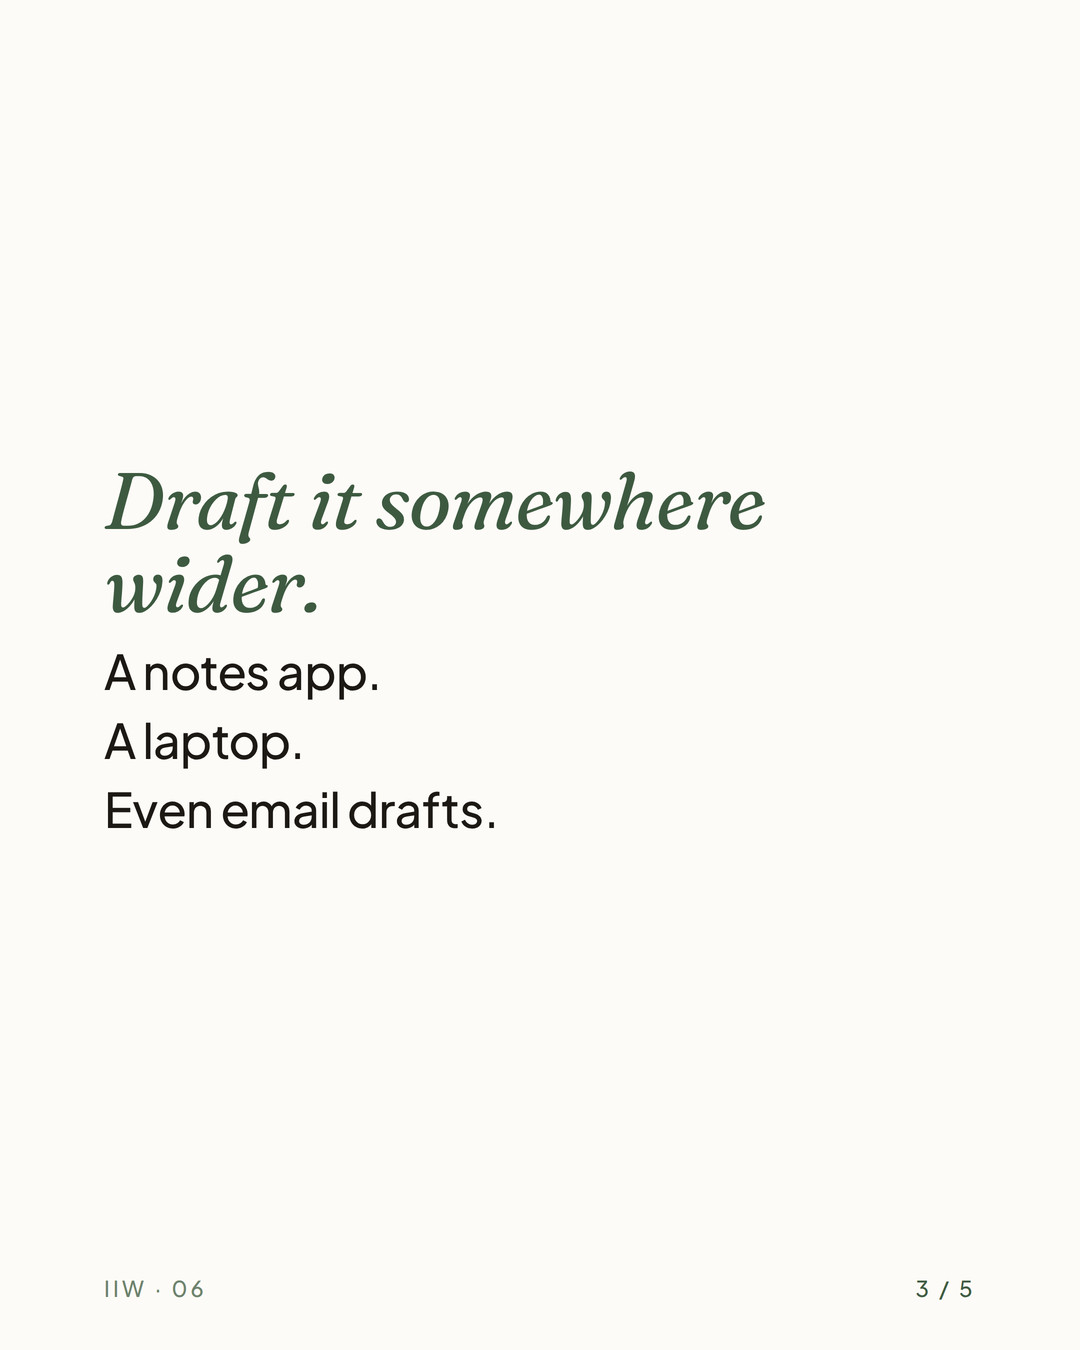 Draft it somewhere
wider.
A notes app.
A laptop.
Even email drafts.
IIW · 06
3 / 5